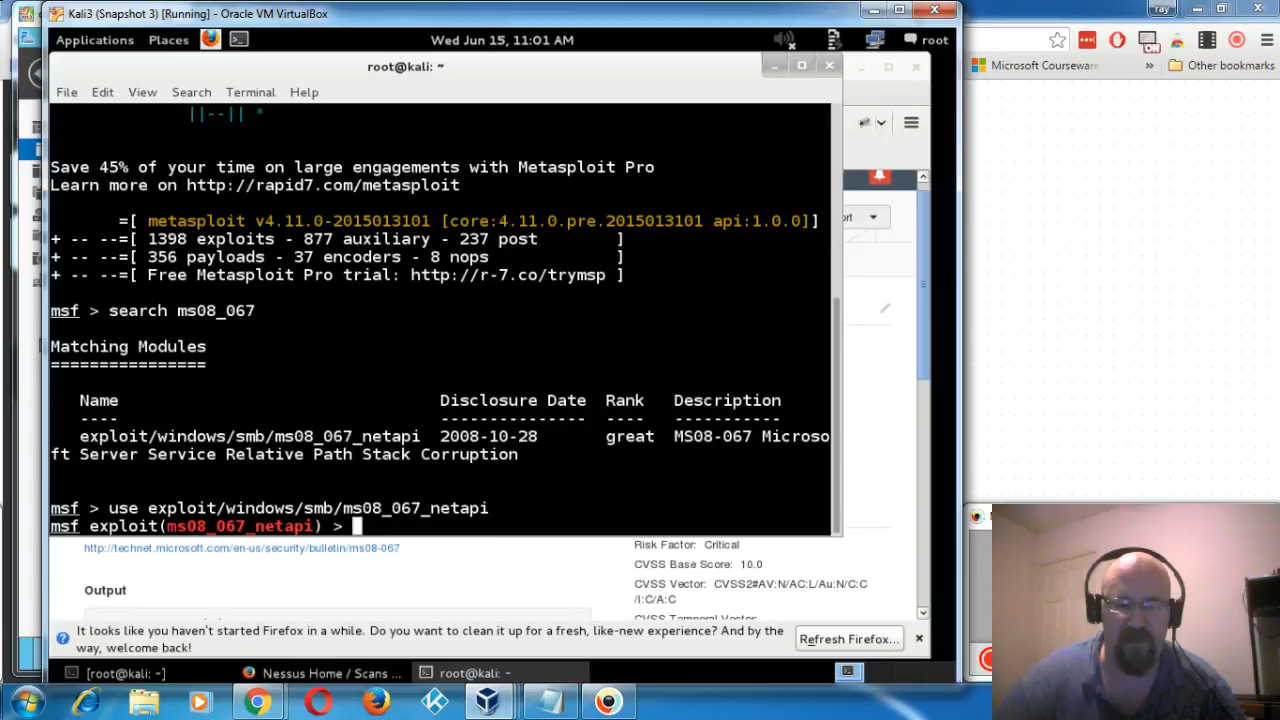 Kali3 (Snapshot 3) [Running] - Oracle VM VirtualBox
ray
Applications Places Wed Jun 15, 11:01 AM root
Microsoft Courseware » Other bookmarks
root@kali: ~
File Edit View Search Terminal Help
||--|| *
Save 45% of your time on large engagements with Metasploit Pro
Learn more on http://rapid7.com/metasploit
=[ metasploit v4.11.0-2015013101 [core:4.11.0.pre.2015013101 api:1.0.0]]
+ -- --=[ 1398 exploits - 877 auxiliary - 237 post ]
+ -- --=[ 356 payloads - 37 encoders - 8 nops ]
+ -- --=[ Free Metasploit Pro trial: http://r-7.co/trymsp ]
msf > search ms08_067
Matching Modules
================
Name Disclosure Date Rank Description
---- --------------- ---- -----------
exploit/windows/smb/ms08_067_netapi 2008-10-28 great MS08-067 Microso
ft Server Service Relative Path Stack Corruption
msf > use exploit/windows/smb/ms08_067_netapi
msf exploit(ms08_067_netapi) >
http://technet.microsoft.com/en-us/security/bulletin/ms08-067
Output
Risk Factor: Critical
CVSS Base Score: 10.0
CVSS Vector: CVSS2#AV:N/AC:L/Au:N/C:C
/I:C/A:C
CVSS Temporal Vector:
It looks like you haven't started Firefox in a while. Do you want to clean it up for a fresh, like-new experience? And by the
way, welcome back!
Refresh Firefox...
[root@kali: ~]
Nessus Home / Scans ...
root@kali: ~